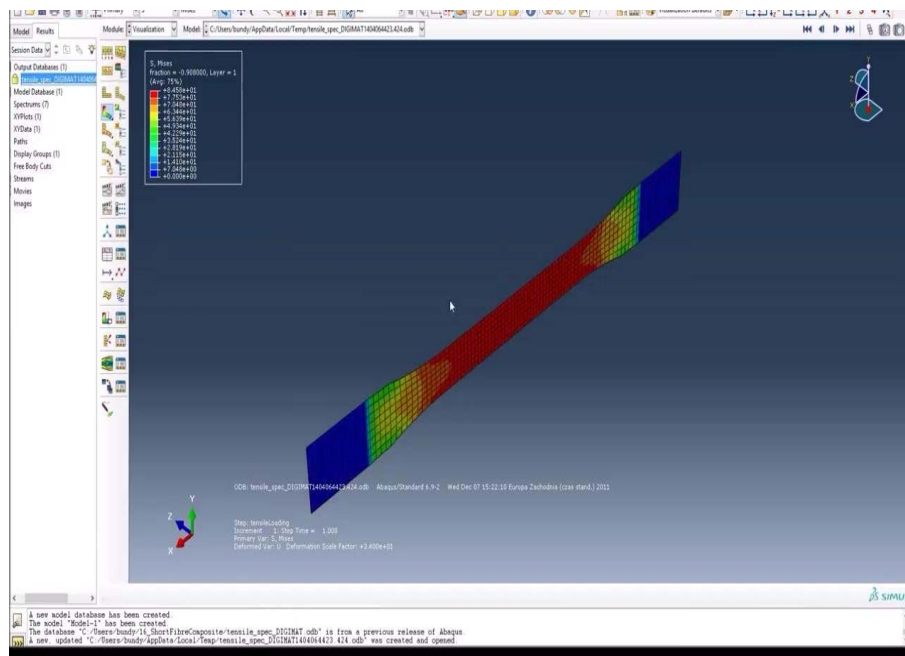 Model Results
Module: Visualization Model: C:/Users/bundy/AppData/Local/Temp/tensile_spec_DIGIMAT1404064423.424.odb
Session Data
Output Databases (1)
tensile_spec_DIGIMAT1404064
Model Database (1)
Spectrums (7)
XYPlots (1)
XYData (1)
Paths
Display Groups (1)
Free Body Cuts
Streams
Movies
Images
S, Mises
fraction = -0.908000, Layer = 1
(Avg: 75%)
+8.458e+01
+7.753e+01
+7.048e+01
+6.344e+01
+5.639e+01
+4.934e+01
+4.229e+01
+3.524e+01
+2.819e+01
+2.115e+01
+1.410e+01
+7.048e+00
+0.000e+00
Y
Z
X
ODB: tensile_spec_DIGIMAT1404064423.424.odb Abaqus/Standard 6.9-2 Wed Dec 07 15:22:10 Europa Zachodnia (czas stand.) 2011
Y
Z
X
Step: tensileLoading
Increment 1: Step Time = 1.000
Primary Var: S, Mises
Deformed Var: U Deformation Scale Factor: +3.400e+01
SIMU
A new model database has been created.
The model "Model-1" has been created.
The database "C:/Users/bundy/16_ShortFibreComposite/tensile_spec_DIGIMAT.odb" is from a previous release of Abaqus.
A new, updated "C:/Users/bundy/AppData/Local/Temp/tensile_spec_DIGIMAT1404064423.424.odb" was created and opened.